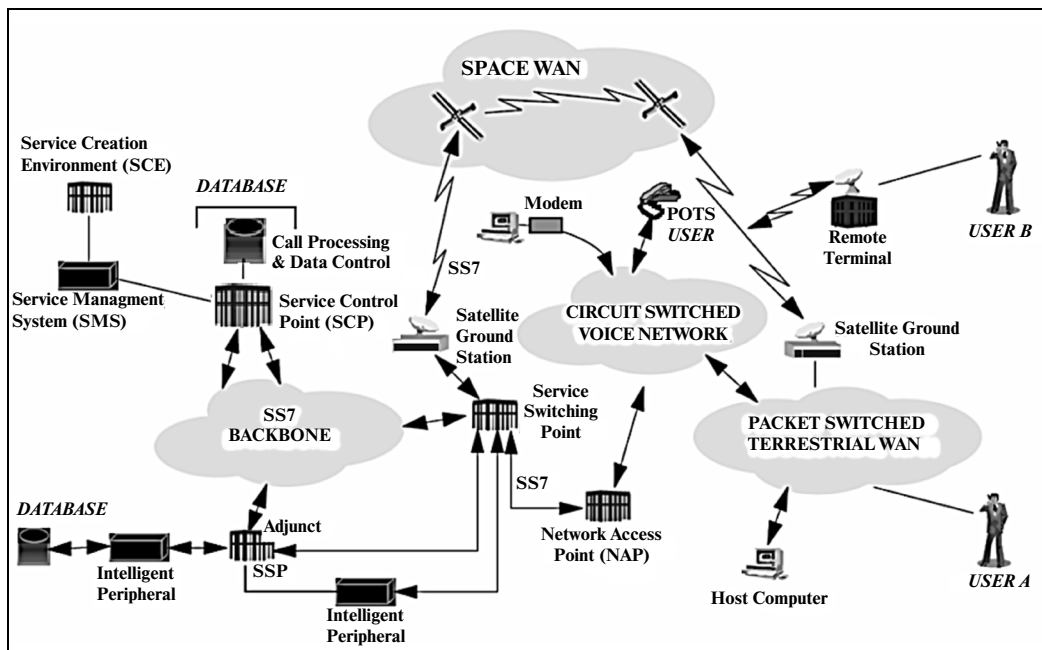 SPACE WAN
Service Creation
Environment (SCE)
DATABASE
Call Processing
& Data Control
Service Managment
System (SMS)
Service Control
Point (SCP)
SS7
Modem
POTS
USER
Remote
Terminal
USER B
Satellite
Ground
Station
CIRCUIT SWITCHED
VOICE NETWORK
Satellite Ground
Station
SS7
BACKBONE
Service
Switching
Point
PACKET SWITCHED
TERRESTRIAL WAN
SS7
DATABASE
Adjunct
SSP
Intelligent
Peripheral
Intelligent
Peripheral
Network Access
Point (NAP)
Host Computer
USER A